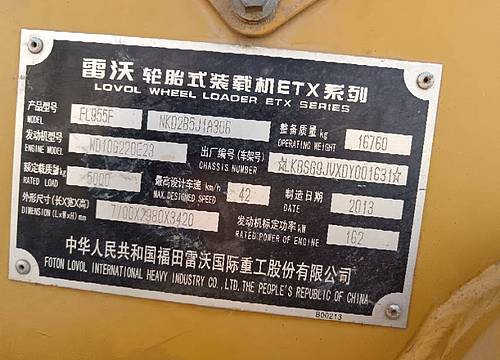 雷沃 轮胎式装载机ETX系列
LOVOL WHEEL LOADER ETX SERIES
产品型号 MODEL FL955F NKD2B5J1A306 整备质量 kg OPERATING WEIGHT 16760
发动机型号 ENGINE MODEL WD10G220E23 出厂编号(车架号) CHASSIS NUMBER ☆LKBSG9JVXDY001631☆
额定载质量 kg RATED LOAD 5000 最高设计车速 km/h MAX. DESIGNED SPEED 42 制造日期 DATE 2013
外形尺寸(长X宽X高) DIMENSION (LxWxH) 7700X2980X3420 发动机标定功率 kW RATED POWER OF ENGINE 162
中华人民共和国福田雷沃国际重工股份有限公司
FOTON LOVOL INTERNATIONAL HEAVY INDUSTRY CO., LTD. THE PEOPLE'S REPUBLIC OF CHINA
B00213